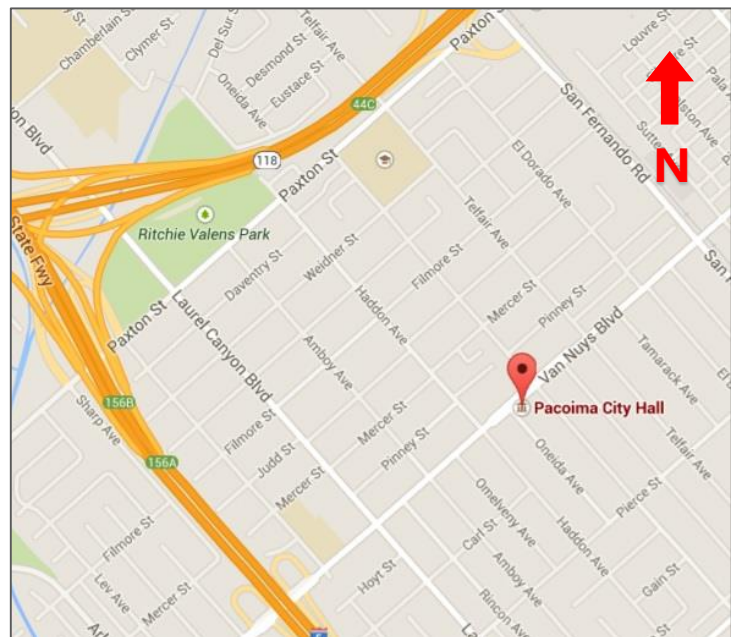 Chamberlain St
Clymer St
Del Sur St
Desmond St
Telfair Ave
Paxton St
Louvre St
Pala A
alston Ave
Sutter
N
Oneida Ave
Eustace St
44C
San Fernando Rd
on Blvd
118
Paxton St
El Dorado Ave
Telfair Ave
Ritchie Valens Park
State Fwy
Daventry St
Weidner St
Filmore St
San F
Paxton St
Laurel Canyon Blvd
Haddon Ave
Mercer St
Pinney St
Van Nuys Blvd
Amboy Ave
Tamarack Ave
El D
156B
Sharp Ave
Pacoima City Hall
Filmore St
Mercer St
Pinney St
Oneida Ave
Telfair Ave
156A
Judd St
Mercer St
Omelveny Ave
Pierce St
Filmore St
Carl St
Haddon Ave
Lev Ave
Hoyt St
Amboy Ave
Gain St
Mercer St
Rincon Ave
Ar
5
La